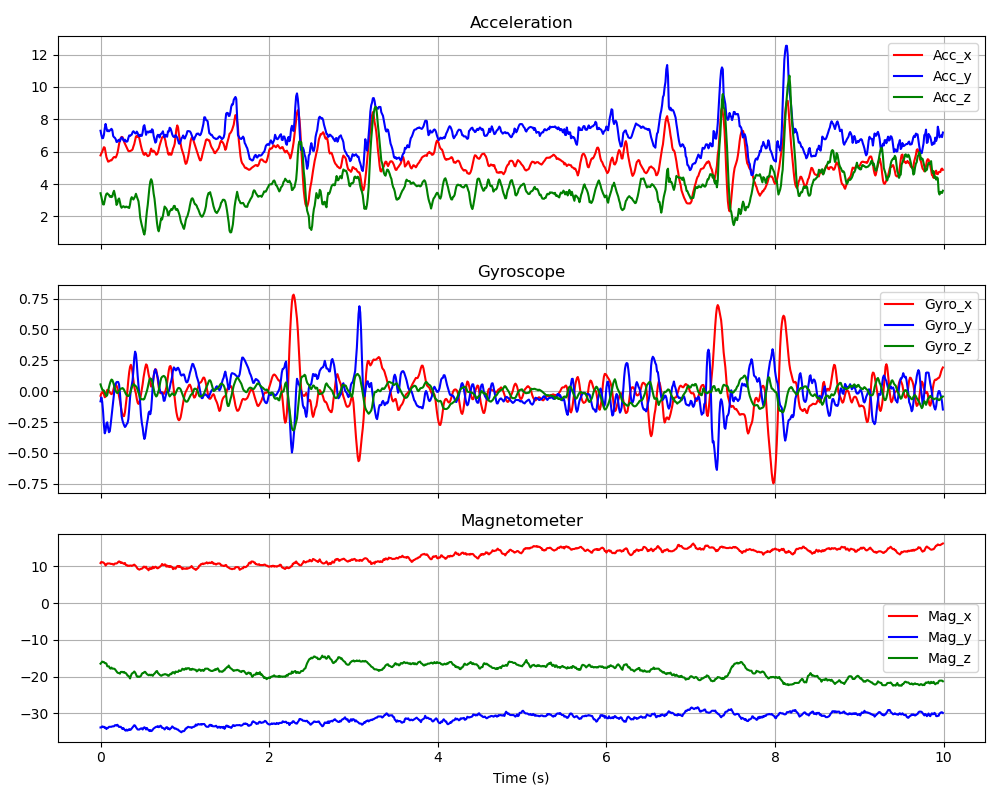 Acceleration
12
10
8
6
4
2
Acc_x
Acc_y
Acc_z
Gyroscope
0.75
0.50
0.25
0.00
−0.25
−0.50
−0.75
Gyro_x
Gyro_y
Gyro_z
Magnetometer
10
0
−10
−20
−30
Mag_x
Mag_y
Mag_z
0 2 4 6 8 10
Time (s)